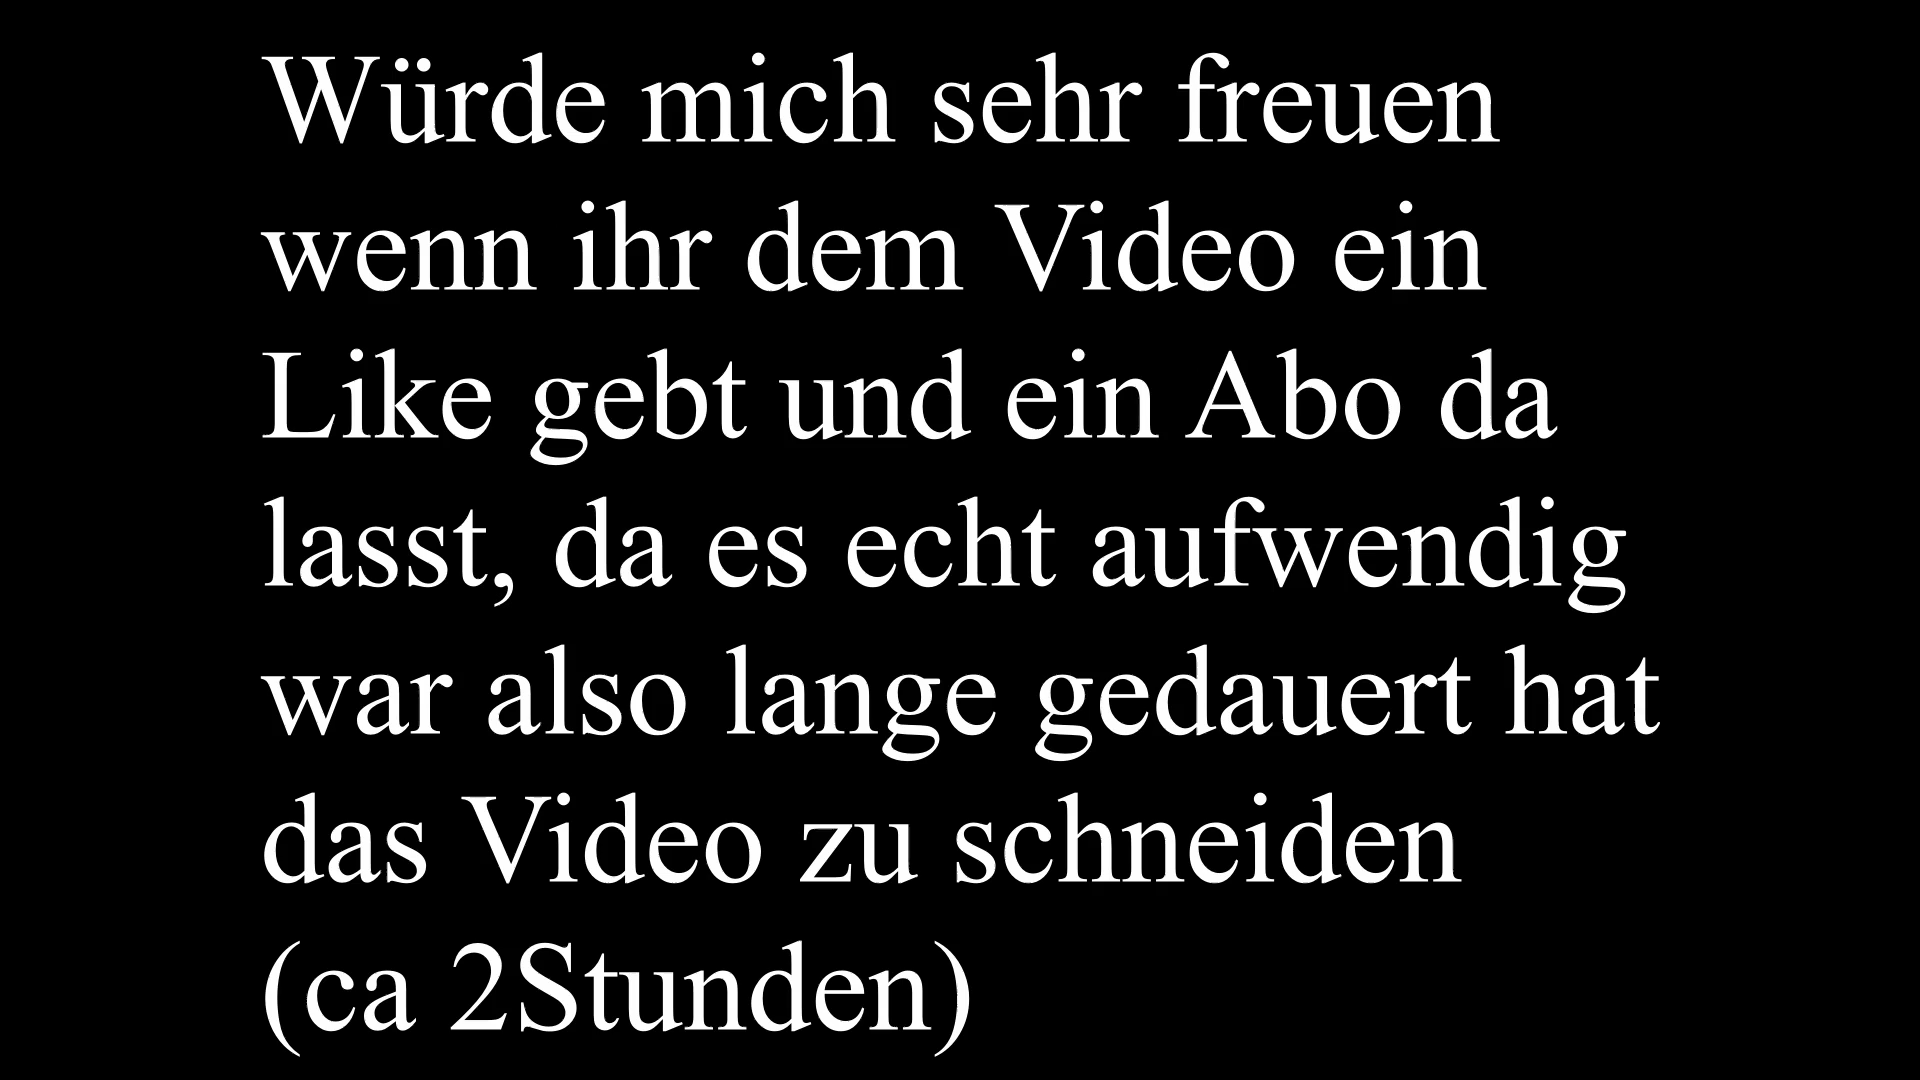 Würde mich sehr freuen
wenn ihr dem Video ein
Like gebt und ein Abo da
lasst, da es echt aufwendig
war also lange gedauert hat
das Video zu schneiden
(ca 2Stunden)